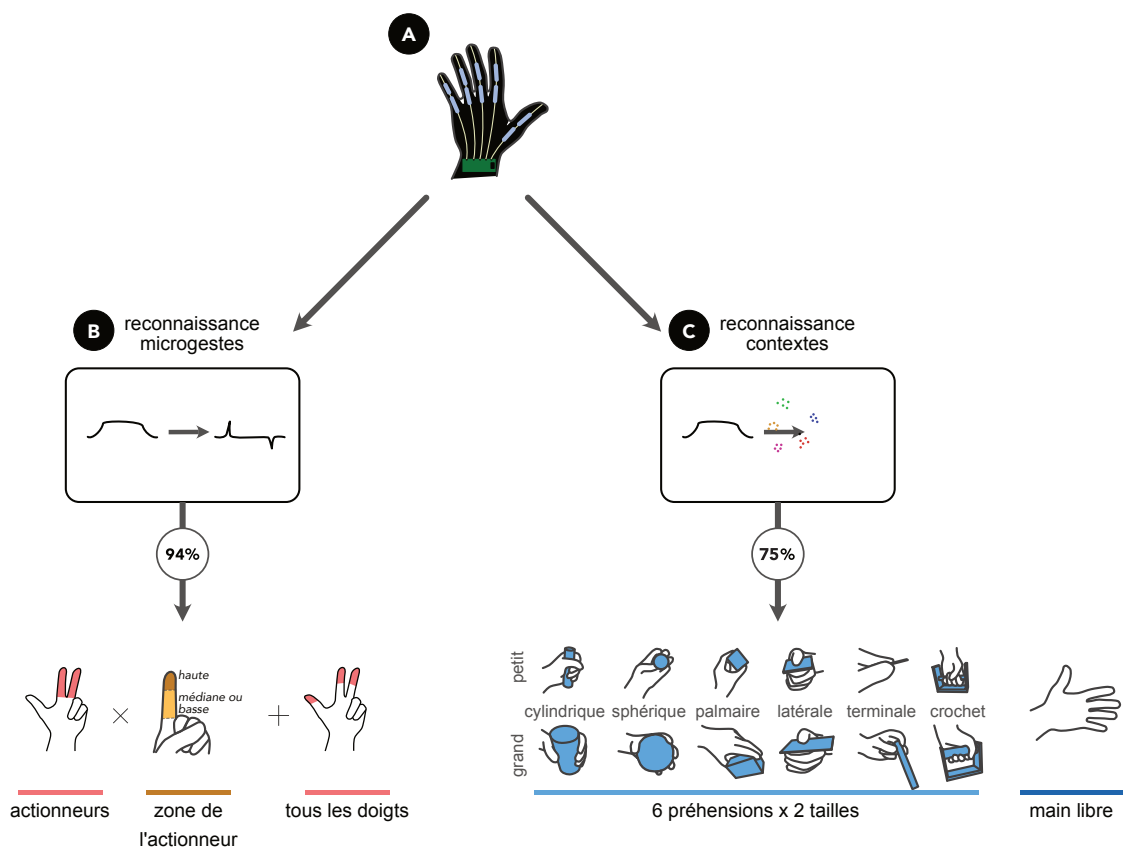 A
B
reconnaissance
microgestes
C
reconnaissance
contextes
94%
75%
haute
médiane ou
basse
×
+
actionneurs
zone de
l'actionneur
tous les doigts
petit
cylindrique sphérique palmaire latérale terminale crochet
grand
6 préhensions x 2 tailles
main libre